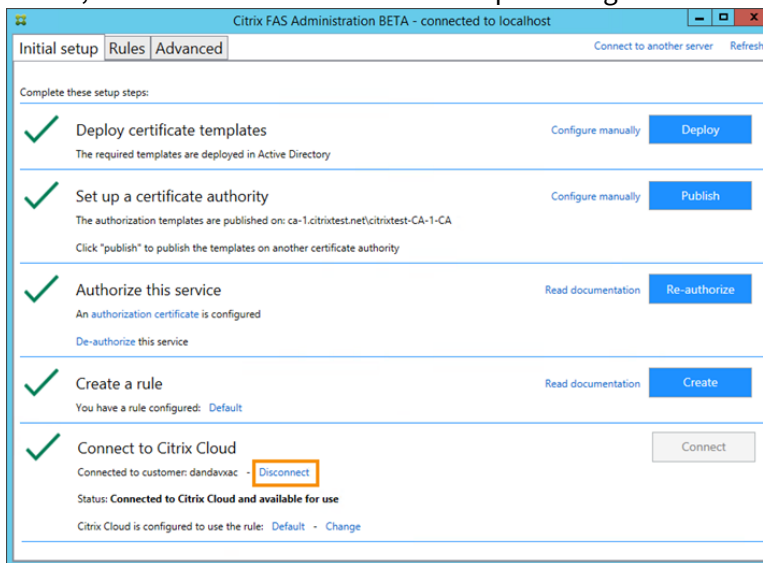 Citrix FAS Administration BETA - connected to localhost
Initial setup Rules Advanced Connect to another server Refresh
Complete these setup steps:
Deploy certificate templates Configure manually Deploy
The required templates are deployed in Active Directory
Set up a certificate authority Configure manually Publish
The authorization templates are published on: ca-1.citrixtest.net\citrixtest-CA-1-CA
Click "publish" to publish the templates on another certificate authority
Authorize this service Read documentation Re-authorize
An authorization certificate is configured
De-authorize this service
Create a rule Read documentation Create
You have a rule configured: Default
Connect to Citrix Cloud Connect
Connected to customer: dandavxac - Disconnect
Status: Connected to Citrix Cloud and available for use
Citrix Cloud is configured to use the rule: Default - Change